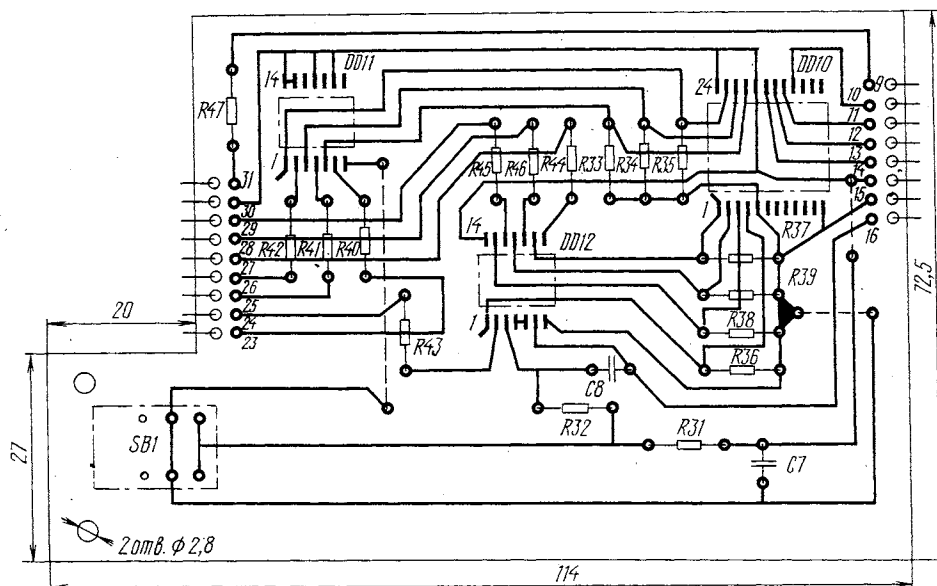 DD11
14
1
R47
31
30
29
28
27
26
25
24
23
R42
R41
R40
R43
R45
R46
R44
R33
R34
R35
DD10
24
1
9
10
11
12
13
14
15
16
R37
R39
R38
R36
14
DD12
1
C8
R32
R31
C7
SB1
20
27
72,5
114
2отв. ф 2,8